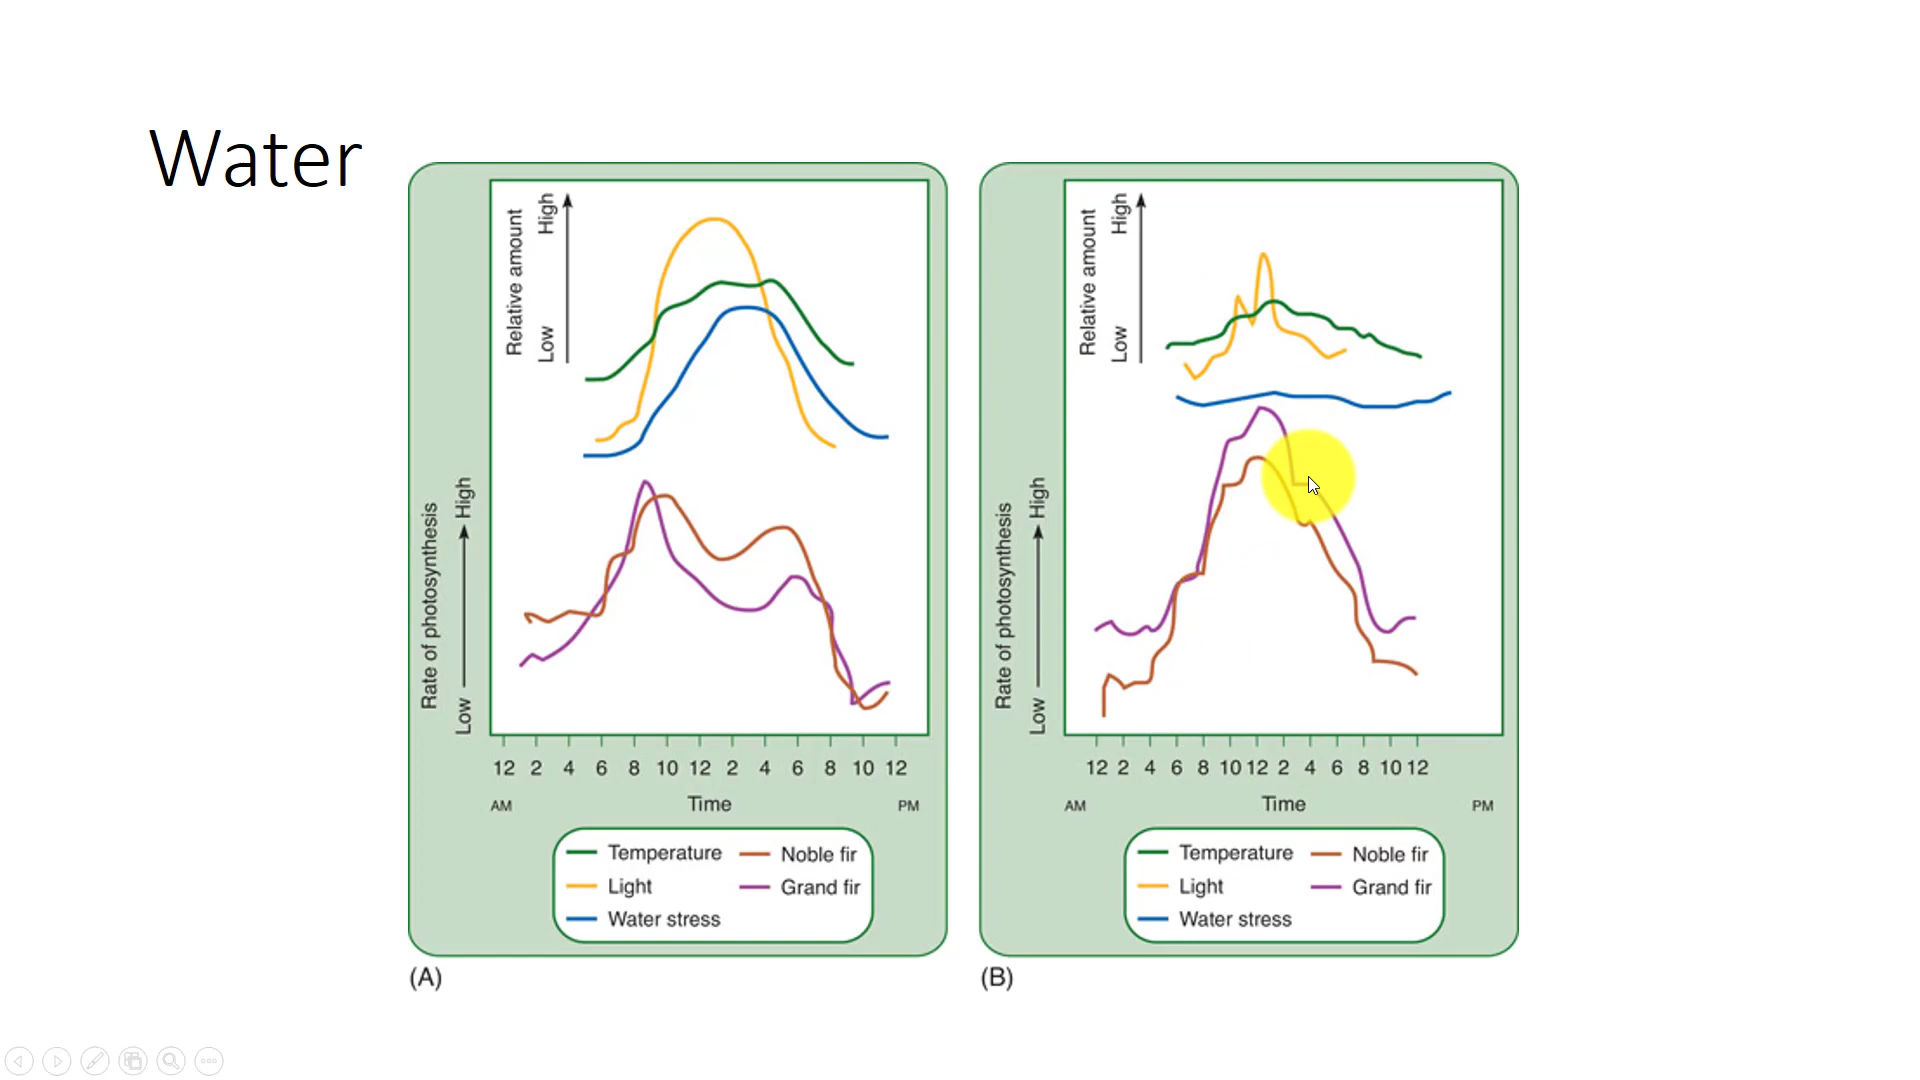 Water
Relative amount
Low
High
Rate of photosynthesis
Low
High
12 2 4 6 8 10 12 2 4 6 8 10 12
AM Time PM
Temperature Noble fir
Light Grand fir
Water stress
(A)
Relative amount
Low
High
Rate of photosynthesis
Low
High
12 2 4 6 8 10 12 2 4 6 8 10 12
AM Time PM
Temperature Noble fir
Light Grand fir
Water stress
(B)